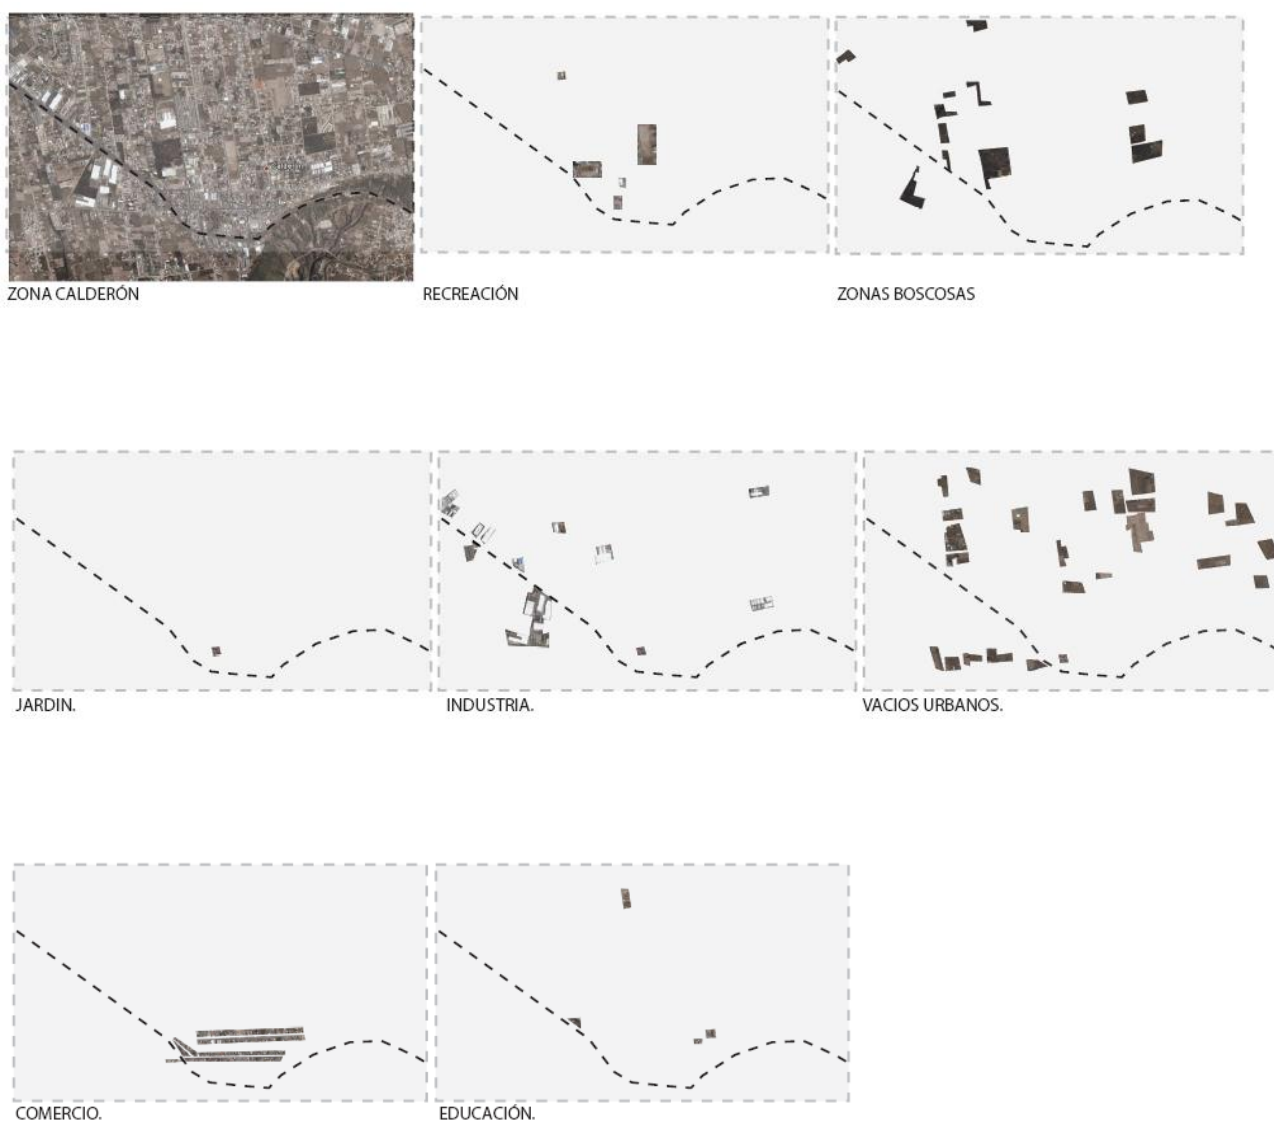 ZONA CALDERÓN
RECREACIÓN
ZONAS BOSCOSAS
JARDIN.
INDUSTRIA.
VACIOS URBANOS.
COMERCIO.
EDUCACIÓN.